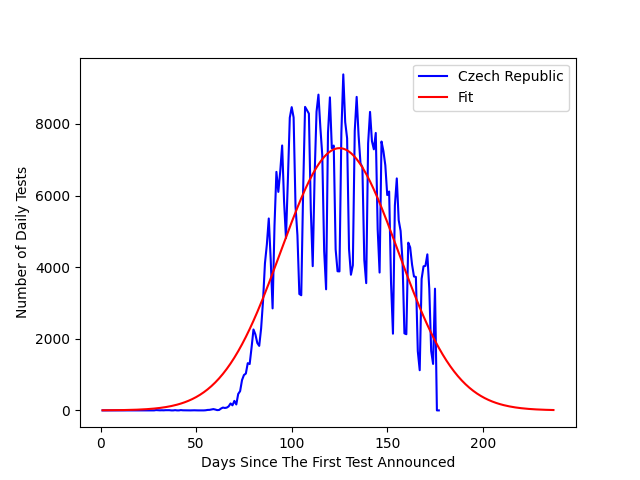 Czech Republic
Fit
Number of Daily Tests
8000
6000
4000
2000
0
0 50 100 150 200
Days Since The First Test Announced